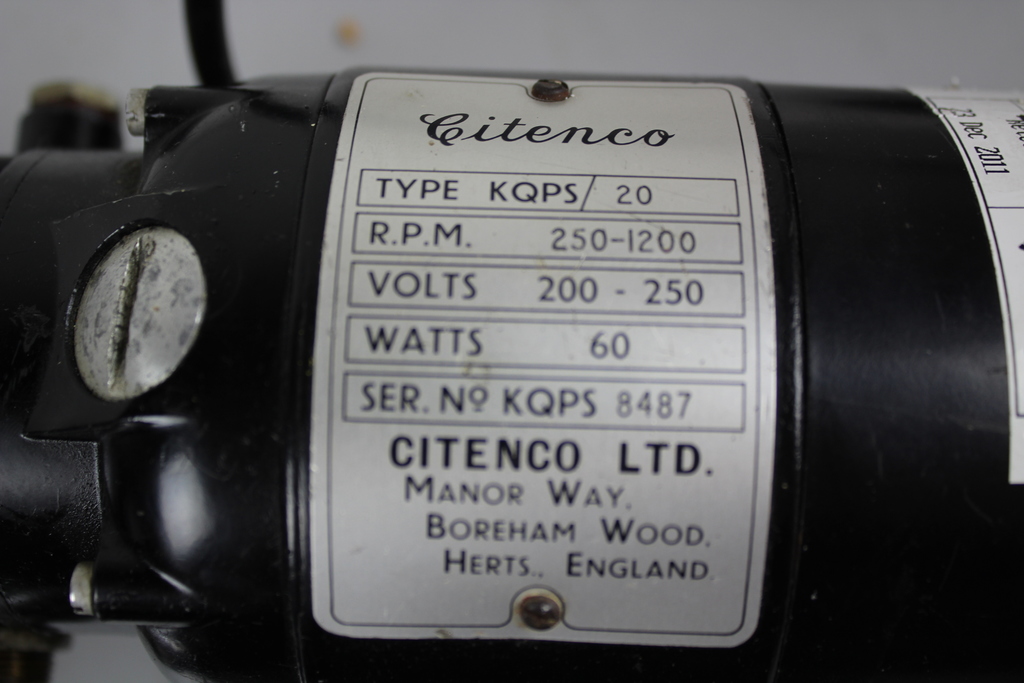 Citenco
TYPE KQPS/ 20
R.P.M. 250-1200
VOLTS 200 - 250
WATTS 60
SER. Nº KQPS 8487
CITENCO LTD.
MANOR WAY,
BOREHAM WOOD,
HERTS., ENGLAND.
23 Dec 2011